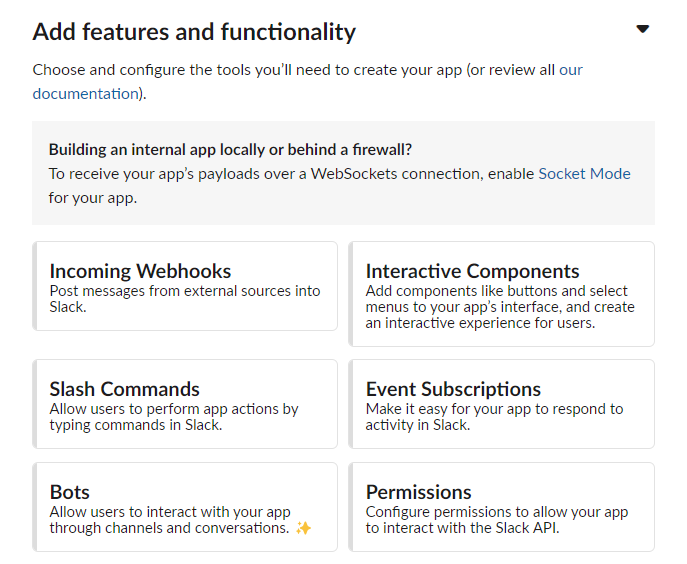 Add features and functionality
Choose and configure the tools you’ll need to create your app (or review all our
documentation).
Building an internal app locally or behind a firewall?
To receive your app’s payloads over a WebSockets connection, enable Socket Mode
for your app.
Incoming Webhooks
Post messages from external sources into
Slack.
Interactive Components
Add components like buttons and select
menus to your app’s interface, and create
an interactive experience for users.
Slash Commands
Allow users to perform app actions by
typing commands in Slack.
Event Subscriptions
Make it easy for your app to respond to
activity in Slack.
Bots
Allow users to interact with your app
through channels and conversations. ✨
Permissions
Configure permissions to allow your app
to interact with the Slack API.